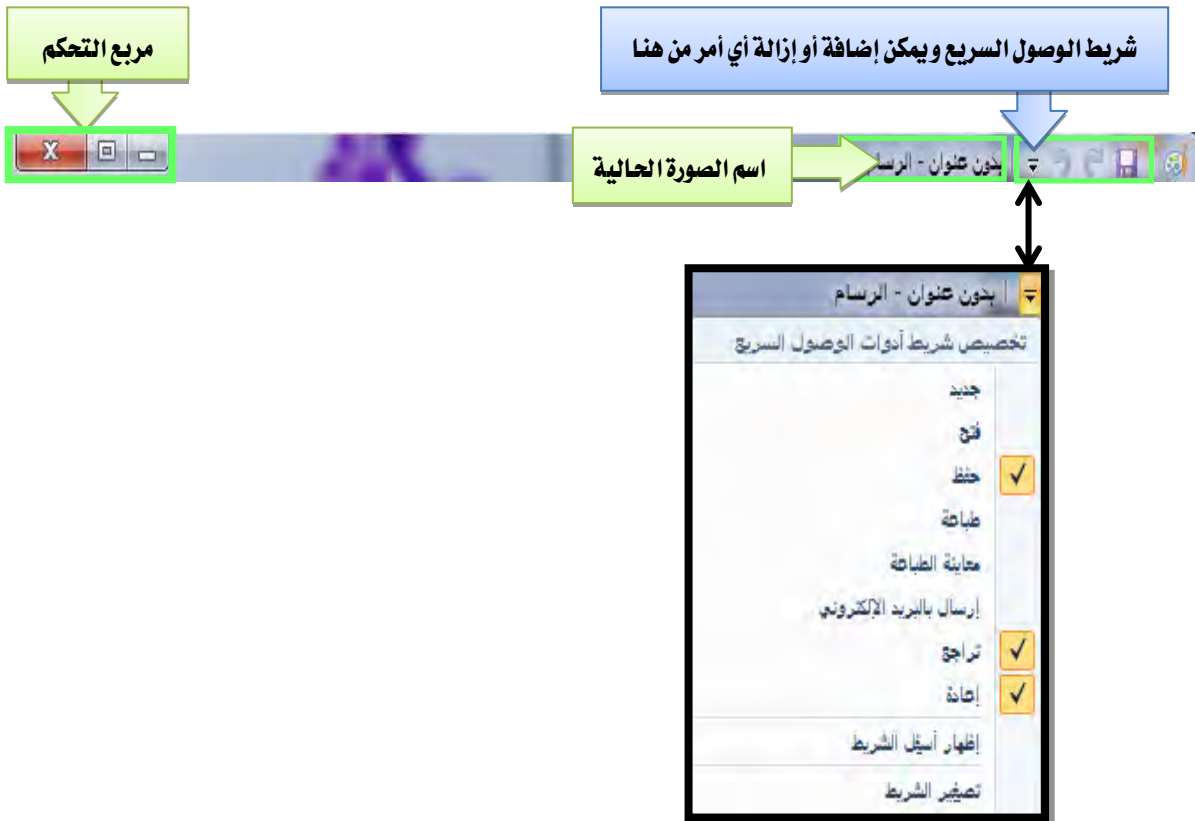 شريط الوصول السريع ويمكن إضافة أو إزالة أي أمر من هنا
مربع التحكم
بدون عنوان - الرسام
اسم الصورة الحالية
X
بدون عنوان - الرسام
تخصيص شريط أدوات الوصول السريع
جديد
فتح
حفظ
طباعة
معاينة الطباعة
إرسال بالبريد الإلكتروني
تراجع
إعادة
إظهار أسفل الشريط
تصغير الشريط